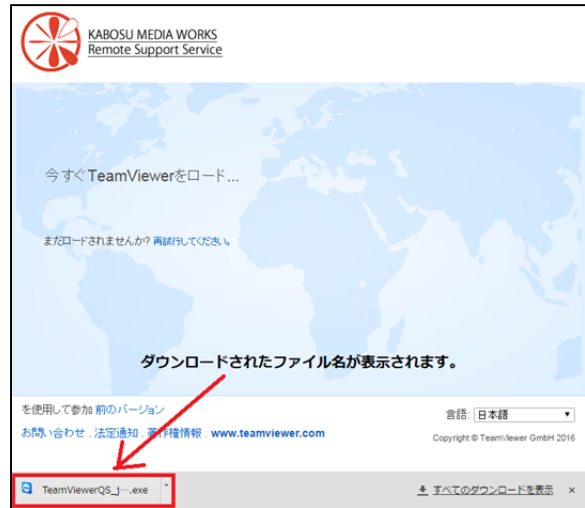 KABOSU MEDIA WORKS
Remote Support Service
今すぐTeamViewerをロード...
まだロードされませんか? 再試行してください。
ダウンロードされたファイル名が表示されます。
を使用して参加 前のバージョン
言語: 日本語
お問い合わせ . 法定通知 . 著作権情報 . www.teamviewer.com
Copyright © TeamViewer GmbH 2016
TeamViewerQS_j….exe
すべてのダウンロードを表示 ×